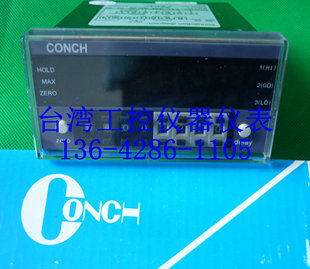 CONCH
HOLD
1(HI)
MAX
2(GO)
ZERO
3(LO)
台湾工控仪器仪表
136-4286-1105
zero
CONCH